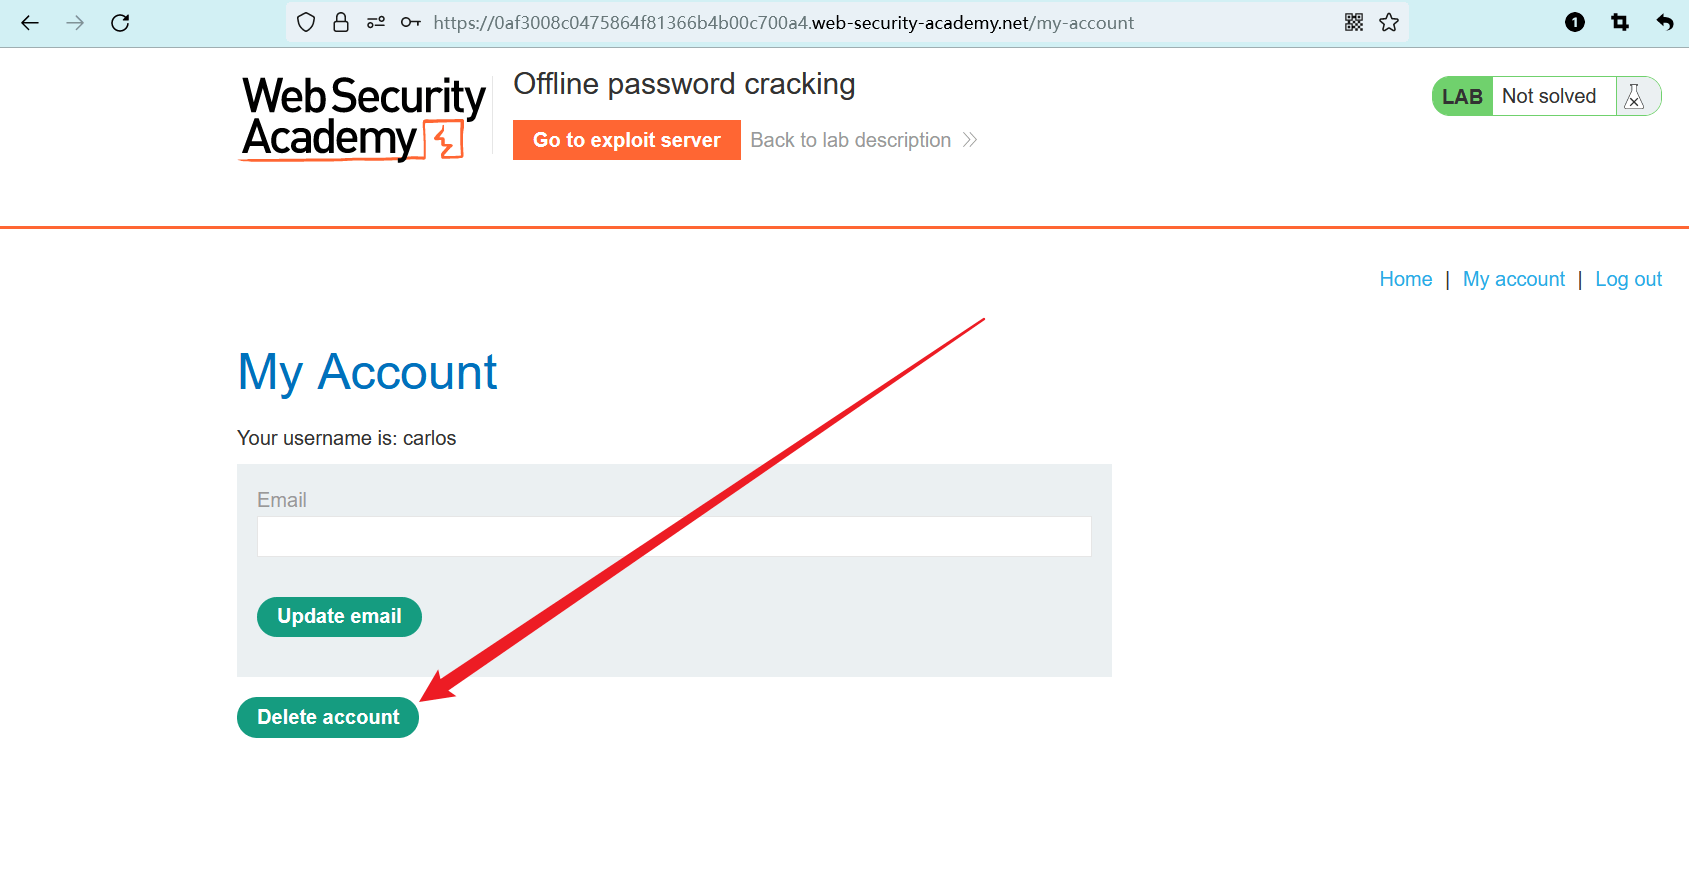 https://0af3008c0475864f81366b4b00c700a4.web-security-academy.net/my-account
1
Web Security
Academy
Offline password cracking
Go to exploit server
Back to lab description
LAB Not solved
Home | My account | Log out
My Account
Your username is: carlos
Email
Update email
Delete account